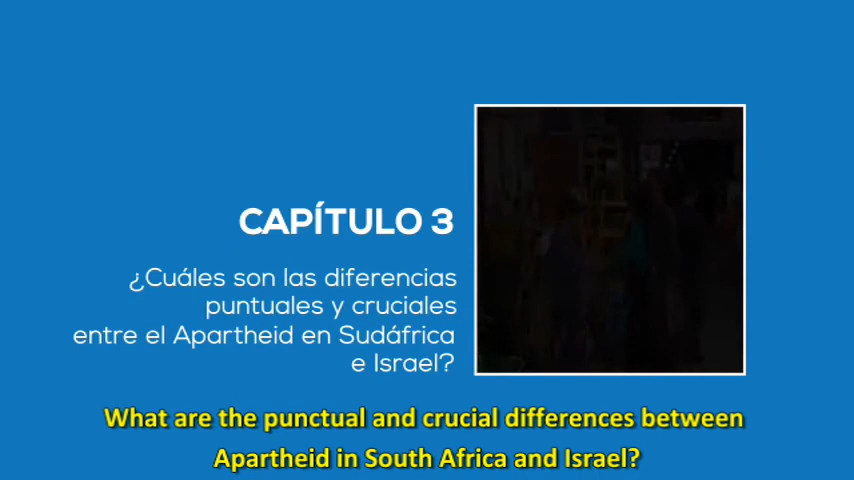 CAPÍTULO 3
¿Cuáles son las diferencias
puntuales y cruciales
entre el Apartheid en Sudáfrica
e Israel?
What are the punctual and crucial differences between
Apartheid in South Africa and Israel?